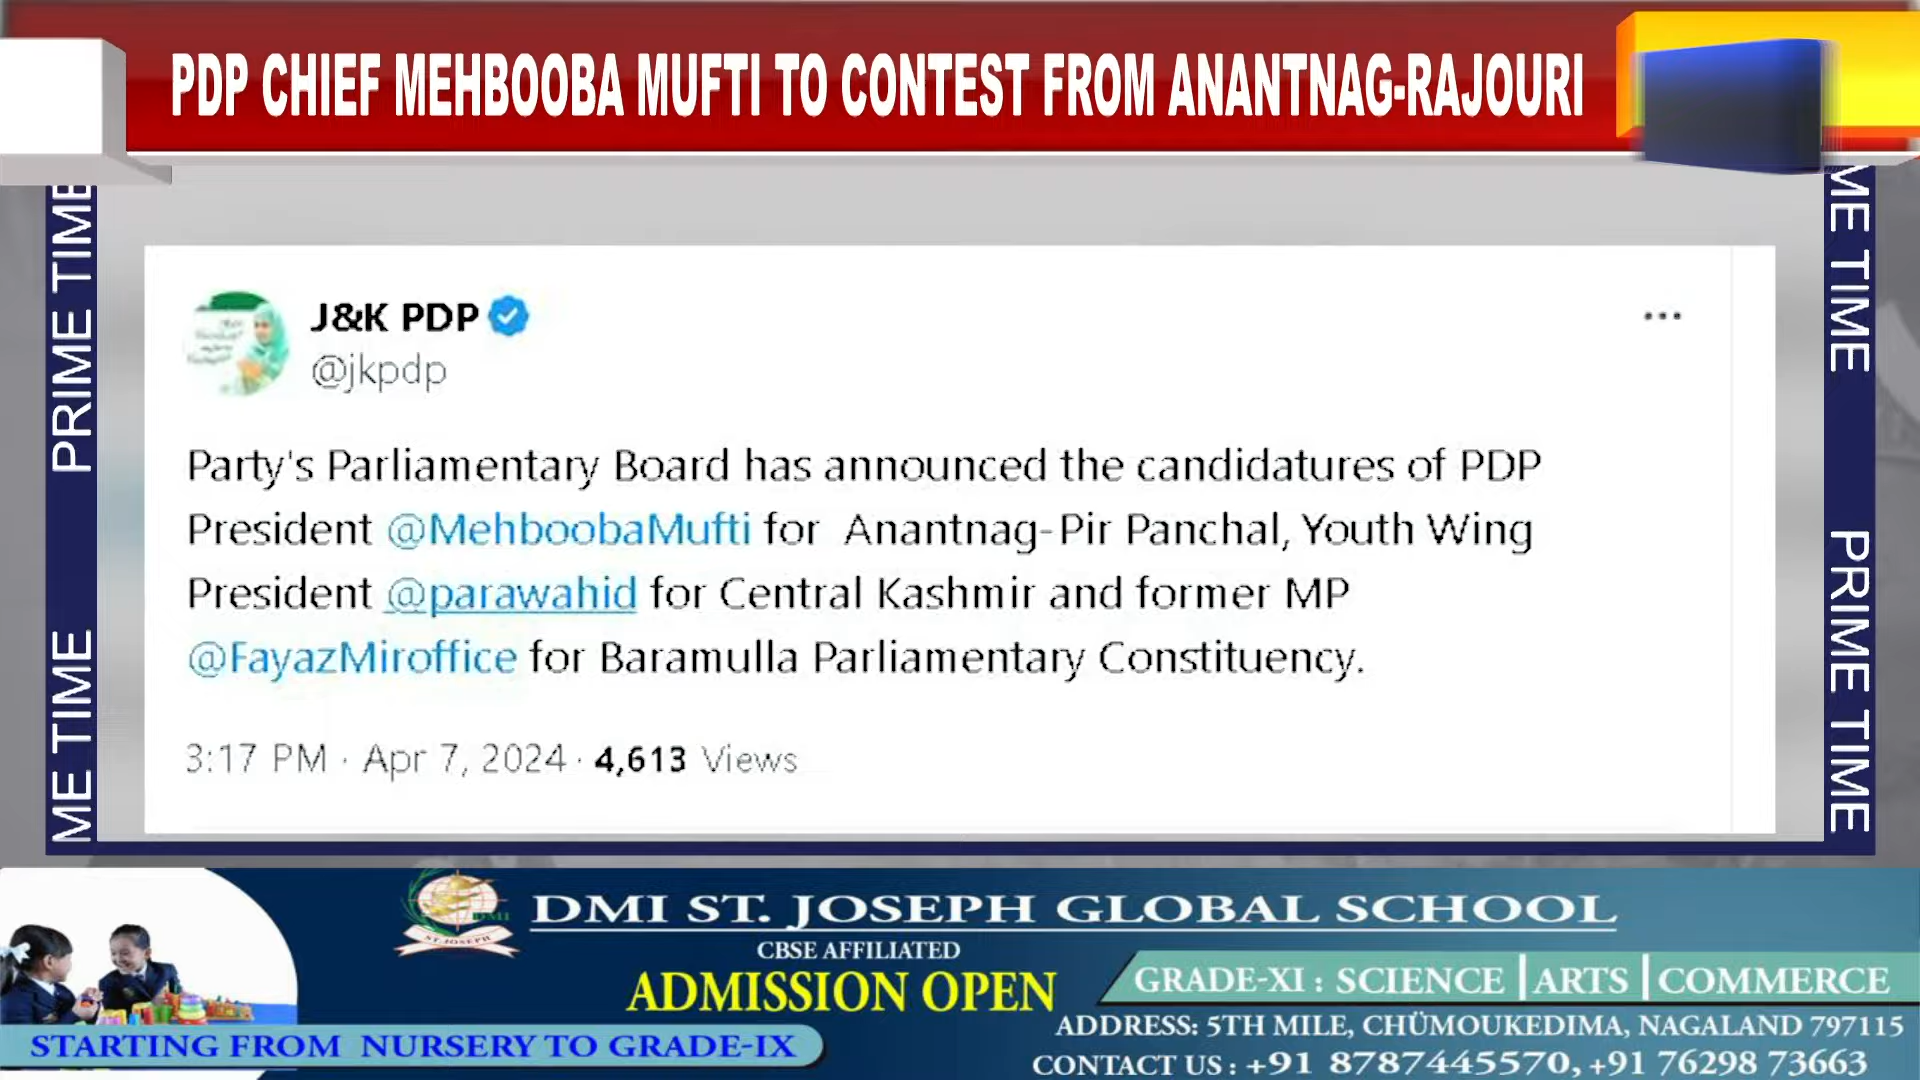 PDP CHIEF MEHBOOBA MUFTI TO CONTEST FROM ANANTNAG-RAJOURI
PRIME TIME
ME TIME
ME TIME
PRIME TIME
J&K PDP
@jkpdp
Party's Parliamentary Board has announced the candidatures of PDP
President @MehboobaMufti for Anantnag-Pir Panchal, Youth Wing
President @parawahid for Central Kashmir and former MP
@FayazMiroffice for Baramulla Parliamentary Constituency.
3:17 PM · Apr 7, 2024 · 4,613 Views
DMI
ST. JOSEPH
DMI ST. JOSEPH GLOBAL SCHOOL
CBSE AFFILIATED
ADMISSION OPEN
GRADE-XI : SCIENCE | ARTS | COMMERCE
STARTING FROM NURSERY TO GRADE-IX
ADDRESS: 5TH MILE, CHÜMOUKEDIMA, NAGALAND 797115
CONTACT US : +91 8787445570, +91 76298 73663